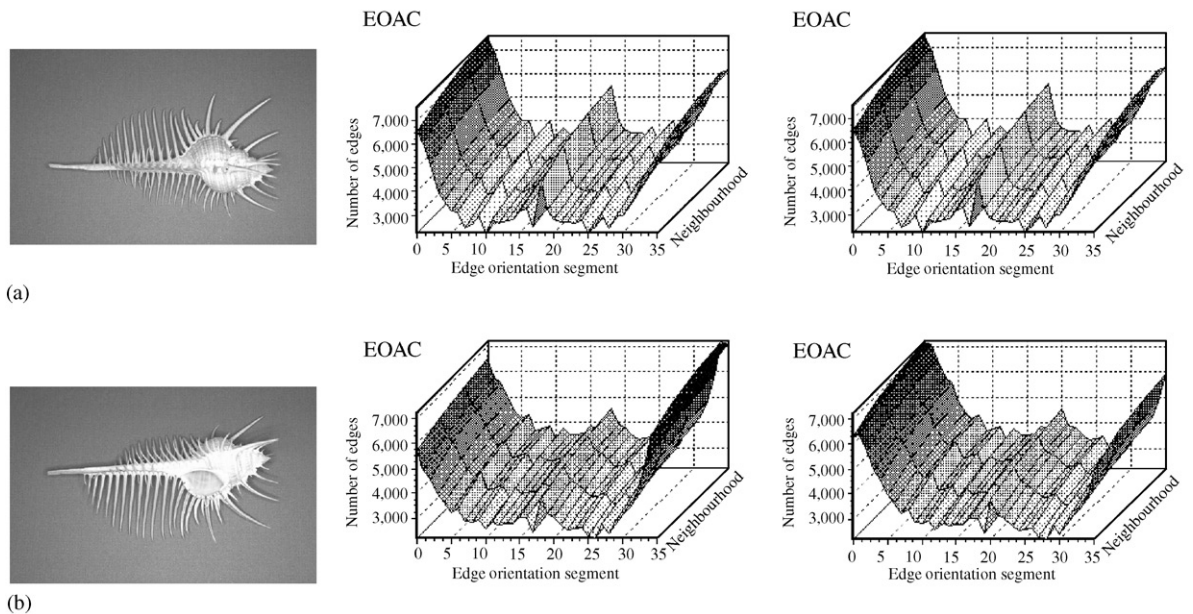 EOAC
7,000
6,000
5,000
4,000
3,000
Number of edges
0 5 10 15 20 25 30 35
Edge orientation segment
Neighbourhood
EOAC
7,000
6,000
5,000
4,000
3,000
Number of edges
0 5 10 15 20 25 30 35
Edge orientation segment
Neighbourhood
(a)
EOAC
7,000
6,000
5,000
4,000
3,000
Number of edges
0 5 10 15 20 25 30 35
Edge orientation segment
Neighbourhood
EOAC
7,000
6,000
5,000
4,000
3,000
Number of edges
0 5 10 15 20 25 30 35
Edge orientation segment
Neighbourhood
(b)